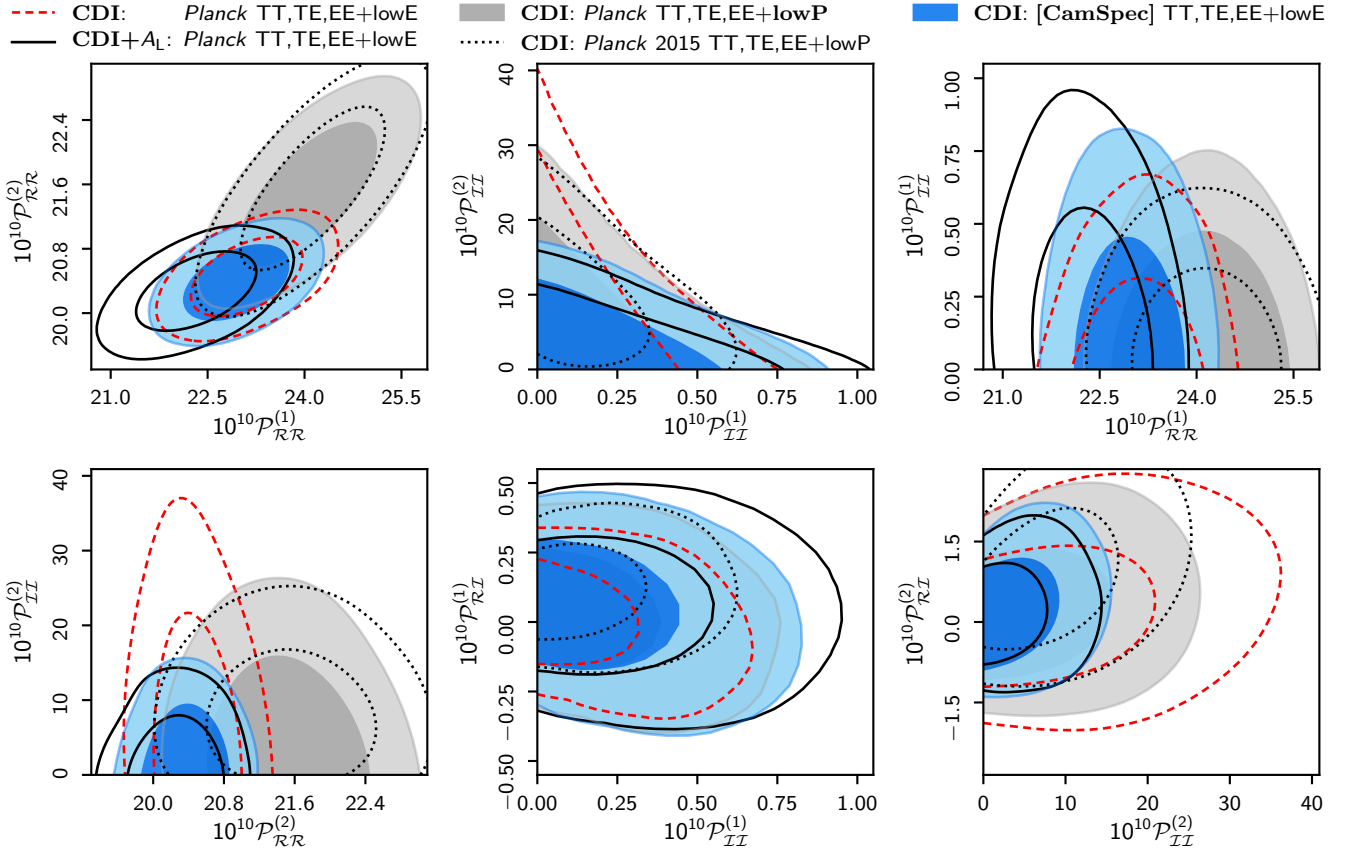 CDI: Planck TT,TE,EE+lowE CDI: Planck TT,TE,EE+lowP CDI: [CamSpec] TT,TE,EE+lowE
CDI+A_L: Planck TT,TE,EE+lowE CDI: Planck 2015 TT,TE,EE+lowP
20.0 20.8 21.6 22.4
10^10 P_RR^(2)
21.0 22.5 24.0 25.5
10^10 P_RR^(1)
0 10 20 30 40
10^10 P_II^(2)
0.00 0.25 0.50 0.75 1.00
10^10 P_II^(1)
0.00 0.25 0.50 0.75 1.00
10^10 P_II^(1)
21.0 22.5 24.0 25.5
10^10 P_RR^(1)
0 10 20 30 40
10^10 P_II^(2)
20.0 20.8 21.6 22.4
10^10 P_RR^(2)
−0.50 −0.25 0.00 0.25 0.50
10^10 P_RI^(1)
0.00 0.25 0.50 0.75 1.00
10^10 P_II^(1)
−1.5 0.0 1.5
10^10 P_RI^(2)
0 10 20 30 40
10^10 P_II^(2)